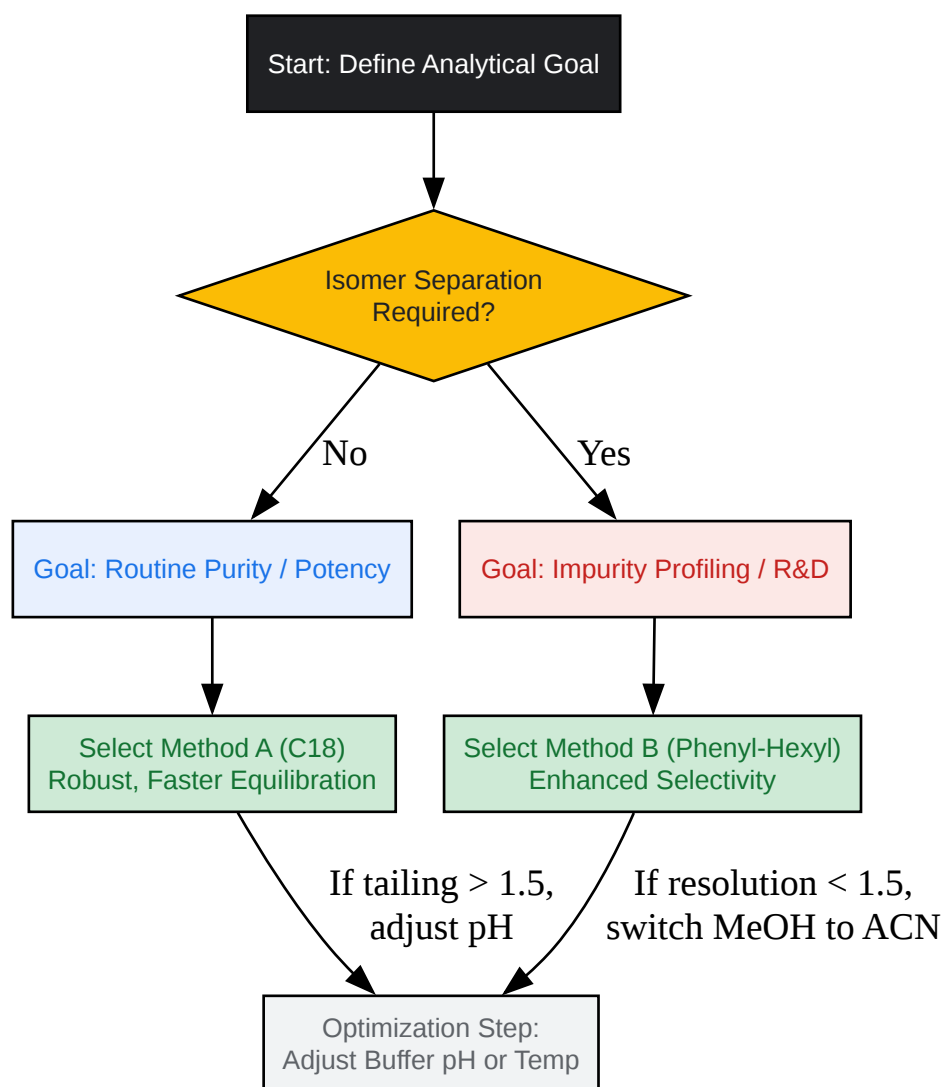 Start: Define Analytical Goal
Isomer Separation
Required?
No
Yes
Goal: Routine Purity / Potency
Goal: Impurity Profiling / R&D
Select Method A (C18)
Robust, Faster Equilibration
Select Method B (Phenyl-Hexyl)
Enhanced Selectivity
If tailing > 1.5,
adjust pH
If resolution < 1.5,
switch MeOH to ACN
Optimization Step:
Adjust Buffer pH or Temp